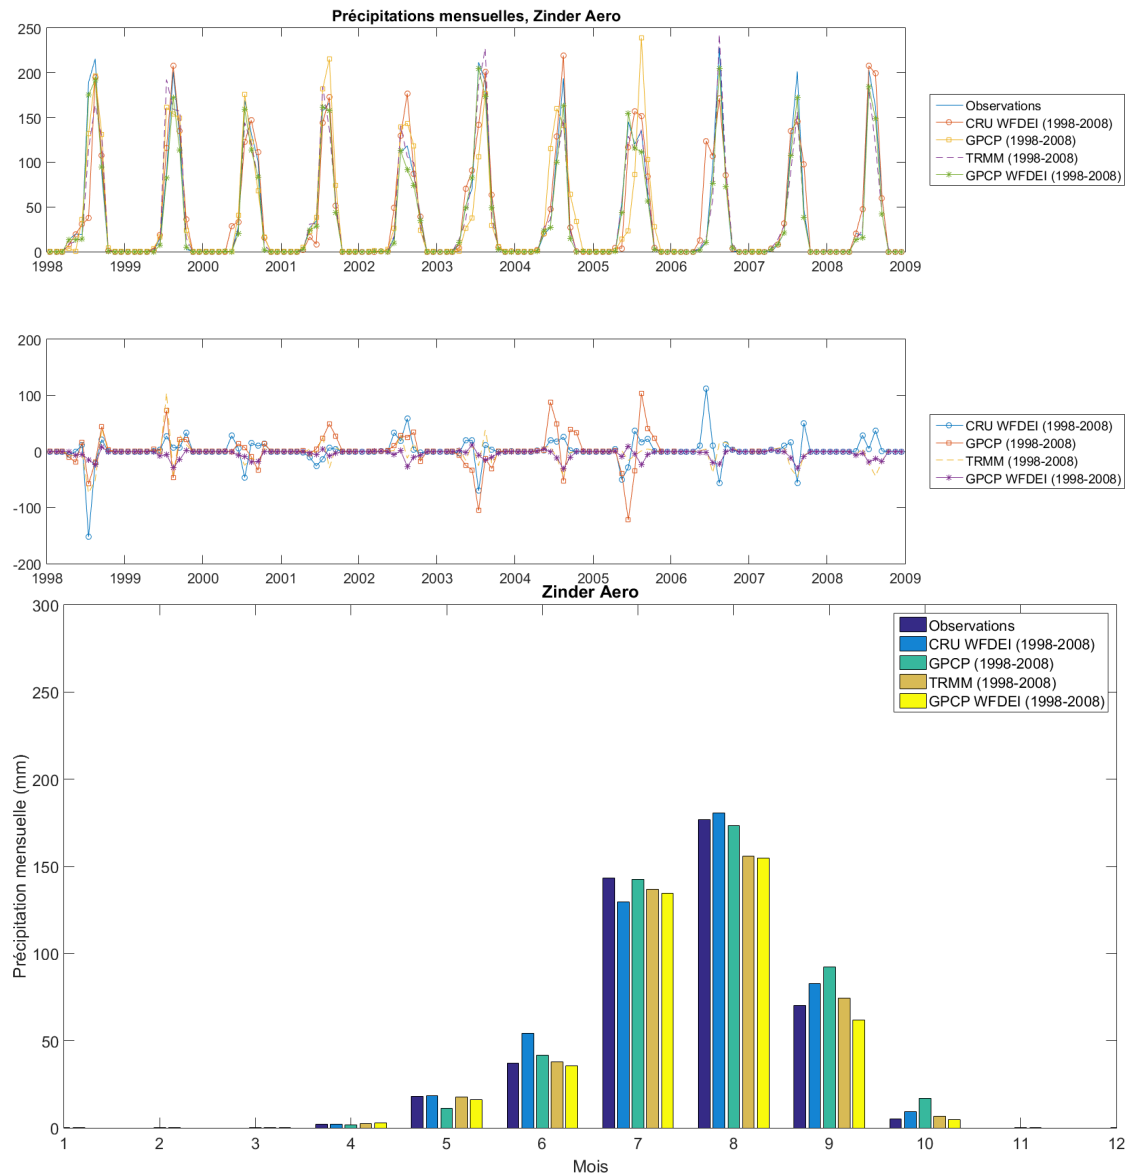 Précipitations mensuelles, Zinder Aero
250
200
150
100
50
0
1998 1999 2000 2001 2002 2003 2004 2005 2006 2007 2008 2009
Observations
CRU WFDEI (1998-2008)
GPCP (1998-2008)
TRMM (1998-2008)
GPCP WFDEI (1998-2008)
200
100
0
-100
-200
1998 1999 2000 2001 2002 2003 2004 2005 2006 2007 2008 2009
CRU WFDEI (1998-2008)
GPCP (1998-2008)
TRMM (1998-2008)
GPCP WFDEI (1998-2008)
Zinder Aero
300
250
200
150
100
50
0
Précipitation mensuelle (mm)
Observations
CRU WFDEI (1998-2008)
GPCP (1998-2008)
TRMM (1998-2008)
GPCP WFDEI (1998-2008)
1 2 3 4 5 6 7 8 9 10 11 12
Mois